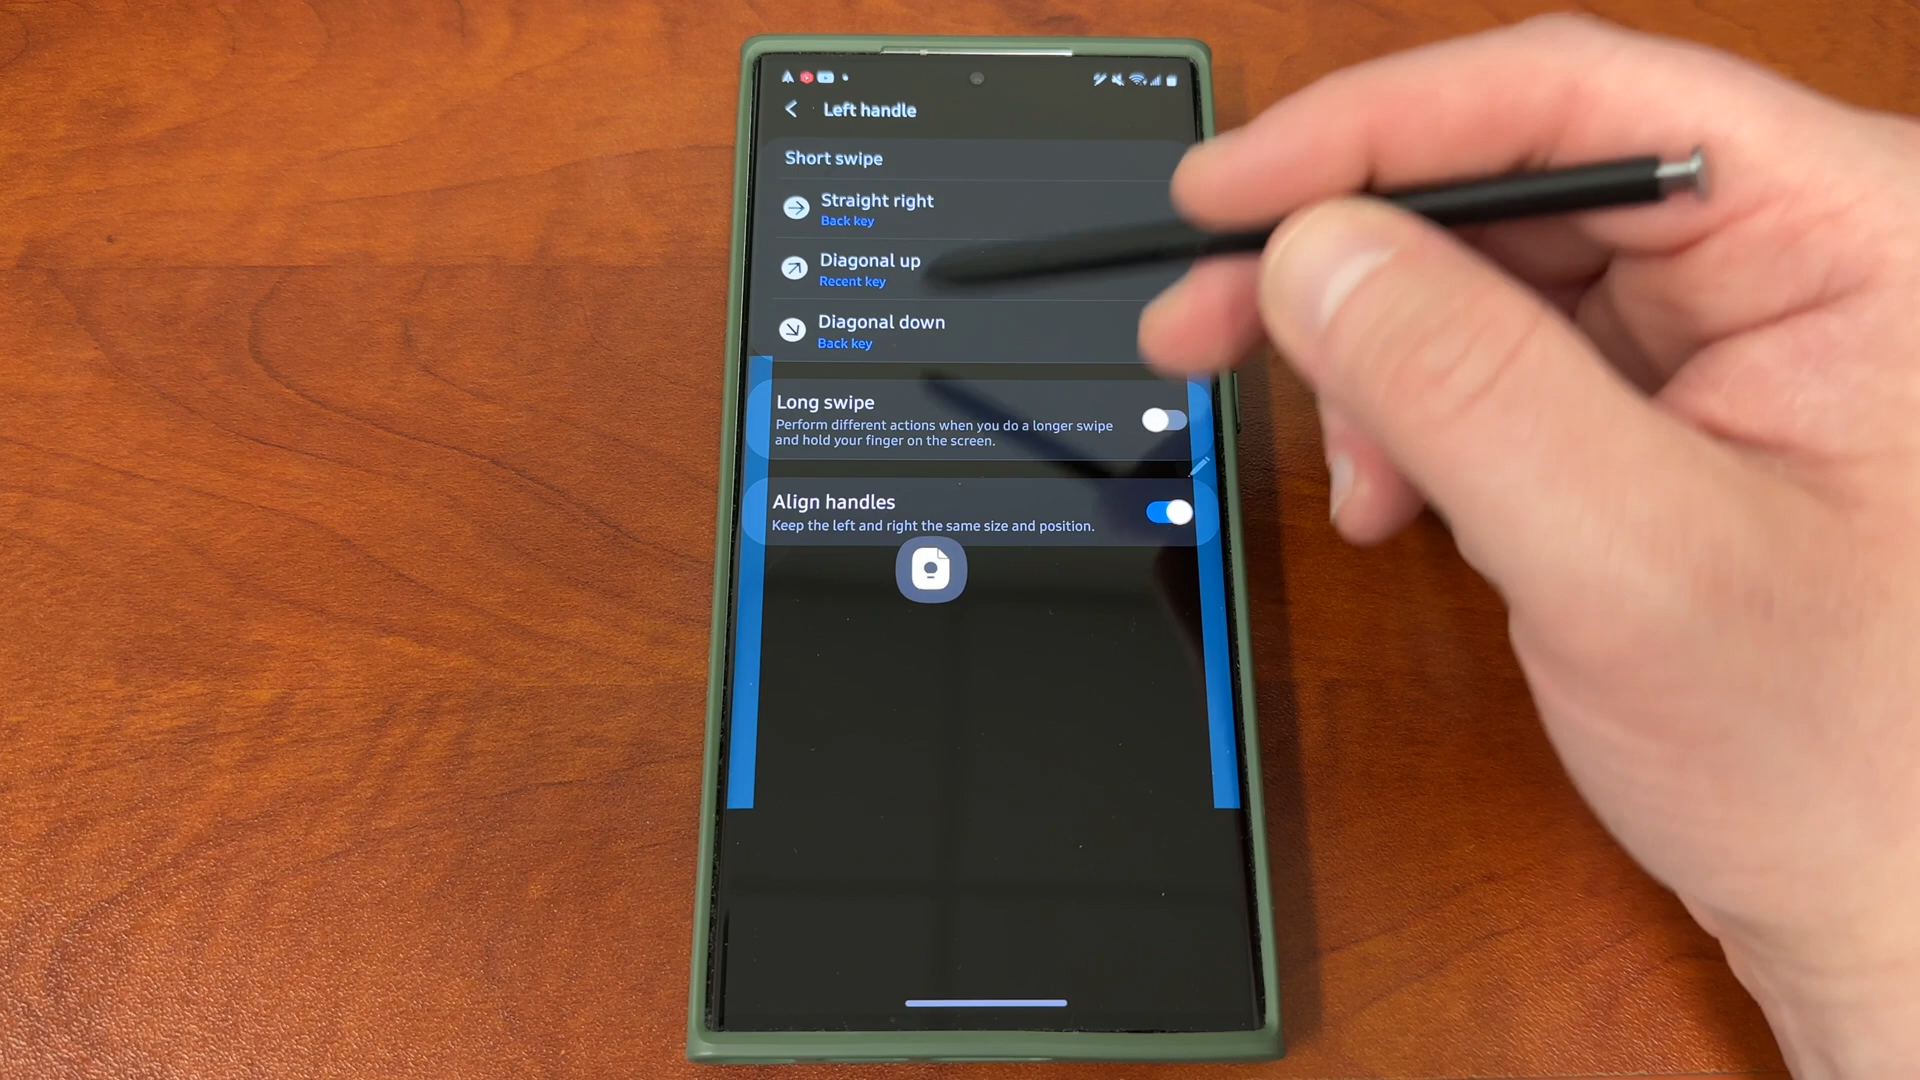 Left handle
Short swipe
Straight right
Back key
Diagonal up
Recent key
Diagonal down
Back key
Long swipe
Perform different actions when you do a longer swipe
and hold your finger on the screen.
Align handles
Keep the left and right the same size and position.